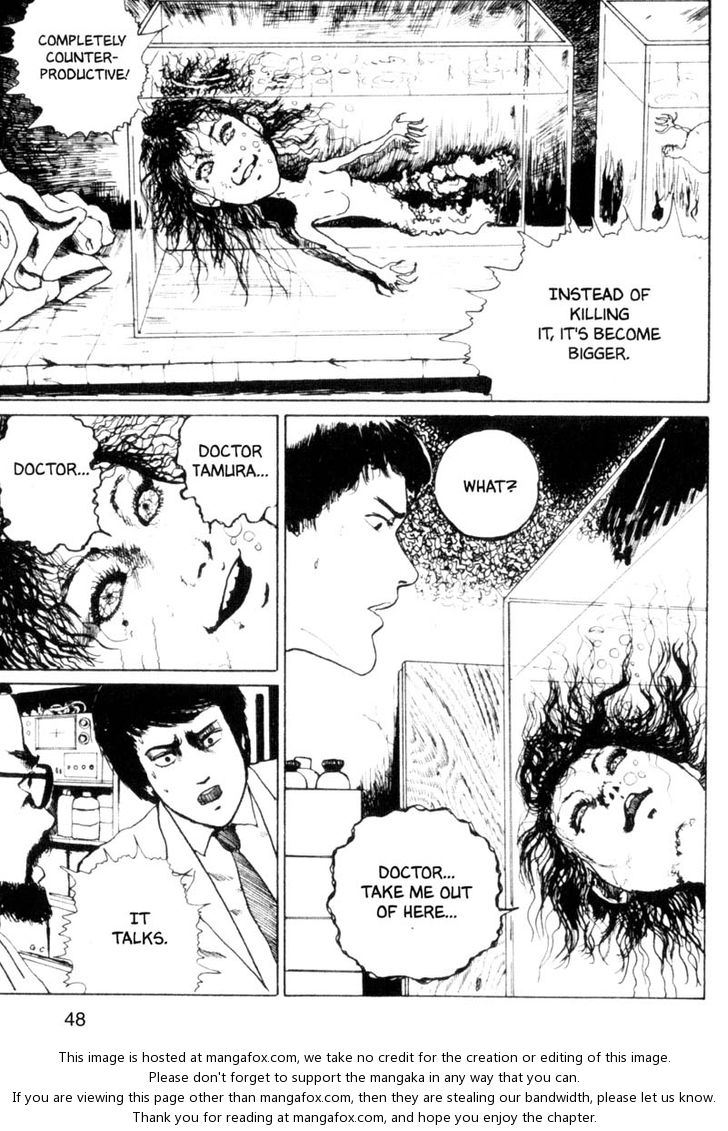 COMPLETELY
COUNTER-
PRODUCTIVE!
INSTEAD OF
KILLING
IT, IT'S BECOME
BIGGER.
DOCTOR...
DOCTOR
TAMURA...
WHAT?
IT
TALKS.
DOCTOR...
TAKE ME OUT
OF HERE...
48
This image is hosted at mangafox.com, we take no credit for the creation or editing of this image.
Please don't forget to support the mangaka in any way that you can.
If you are viewing this page other than mangafox.com, then they are stealing our bandwidth, please let us know.
Thank you for reading at mangafox.com, and hope you enjoy the chapter.